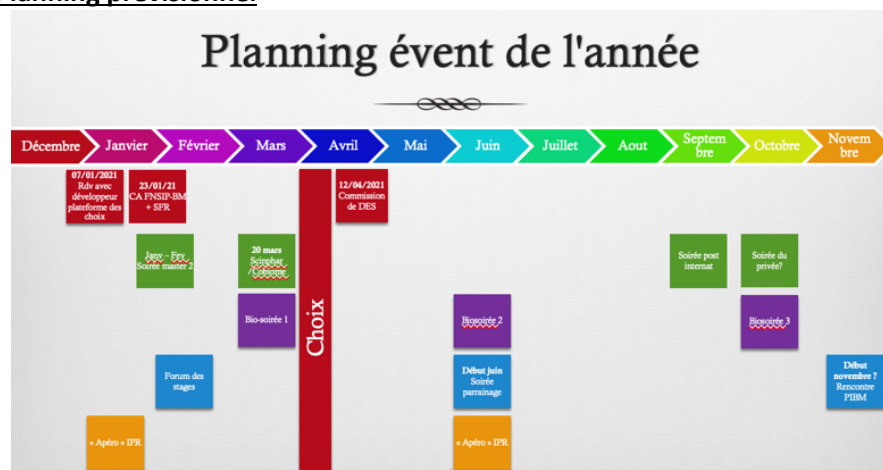 Planning prévisionnel
Planning évent de l'année
Décembre
Janvier
Février
Mars
Avril
Mai
Juin
Juillet
Aout
Septem
bre
Octobre
Novem
bre
07/01/2021
Rdv avec
développeur
plateforme des
choix
23/01/21
CA FNSIP-BM
+ SFR
12/04/2021
Commission
de DES
Janv – Fev
Soirée master 2
20 mars
Scinphar
/Cobiome
Soirée post
internat
Soirée du
privée?
Choix
Bio-soirée 1
Biosoirée 2
Biosoirée 3
Forum des
stages
Début juin
Soirée
parrainage
Début
novembre ?
Rencontre
PIBM
« Apéro » IPR
« Apéro » IPR